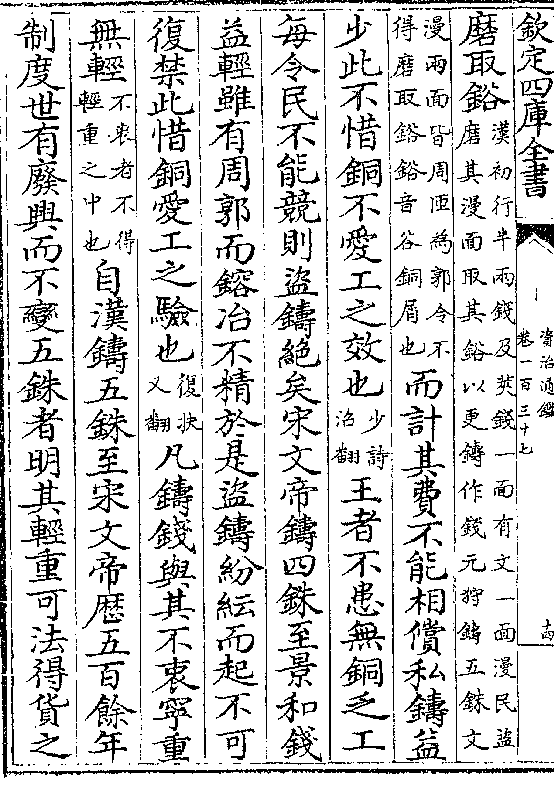 欽定四庫全書
資治通鑑
卷一百三十七
磨取鋊漢初行半兩錢及莢錢一面有文一面漫民盜
磨其漫面取其鋊以更鑄作錢元狩鑄五銖文
漫兩面皆周匝為郭令不
得磨取鋊鋊音谷銅屑也而計其費不能相償私鑄益
少此不惜銅不愛工之效也少詩
沼翻王者不患無銅乏工
每令民不能競則盜鑄絶矣宋文帝鑄四銖至景和錢
益輕雖有周郭而鎔冶不精於是盜鑄紛紜而起不可
復禁此惜銅愛工之驗也復扶
又翻凡鑄錢與其不衷寧重
無輕不衷者不得
輕重之中也自漢鑄五銖至宋文帝歷五百餘年
制度世有廢興而不變五銖者明其輕重可法得貨之